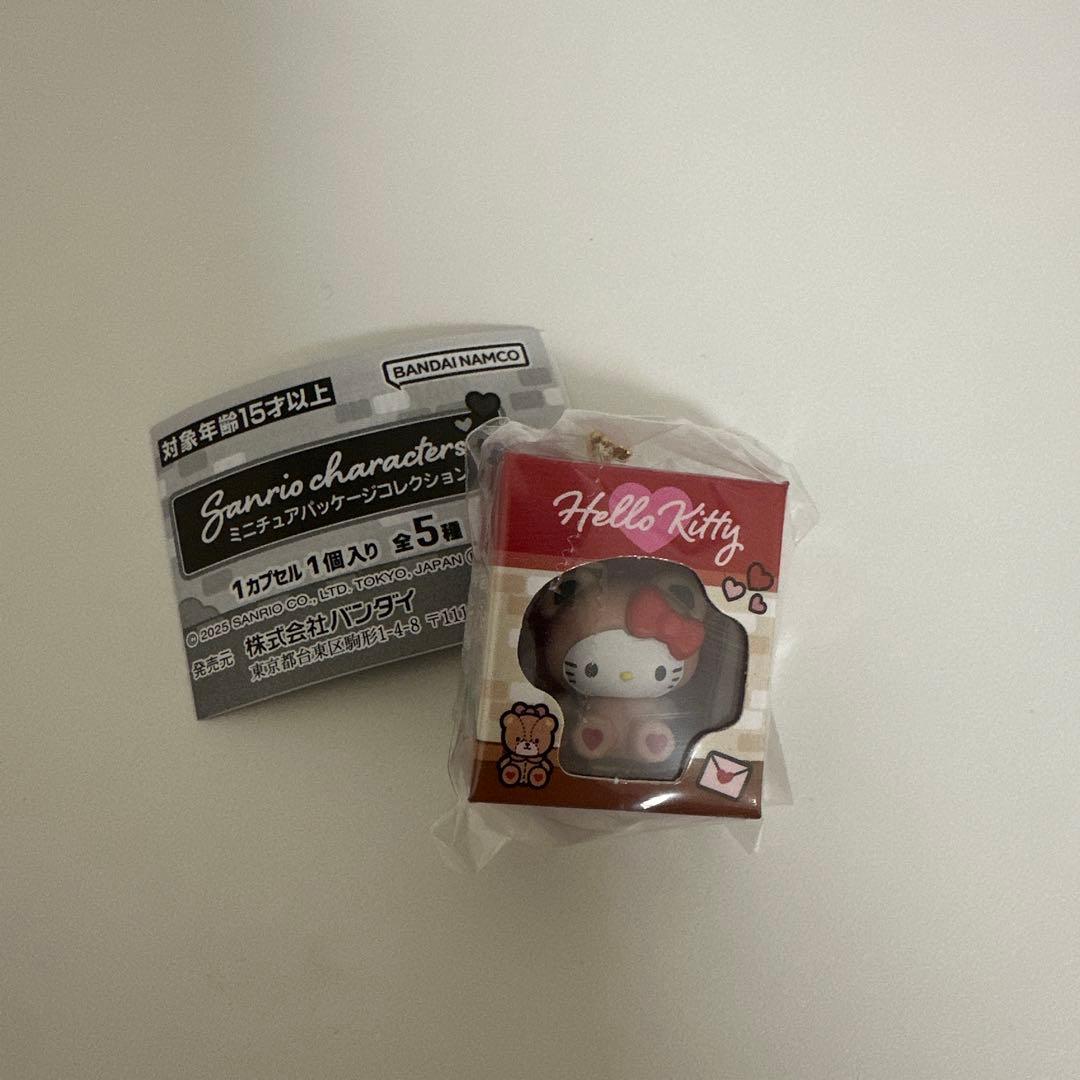 BANDAI NAMCO
対象年齢15才以上
Sanrio characters
ミニチュアパッケージコレクション
1カプセル1個入り 全5種
© 2025 SANRIO CO., LTD. TOKYO, JAPAN
発売元 株式会社バンダイ
東京都台東区駒形1-4-8 〒111
Hello Kitty